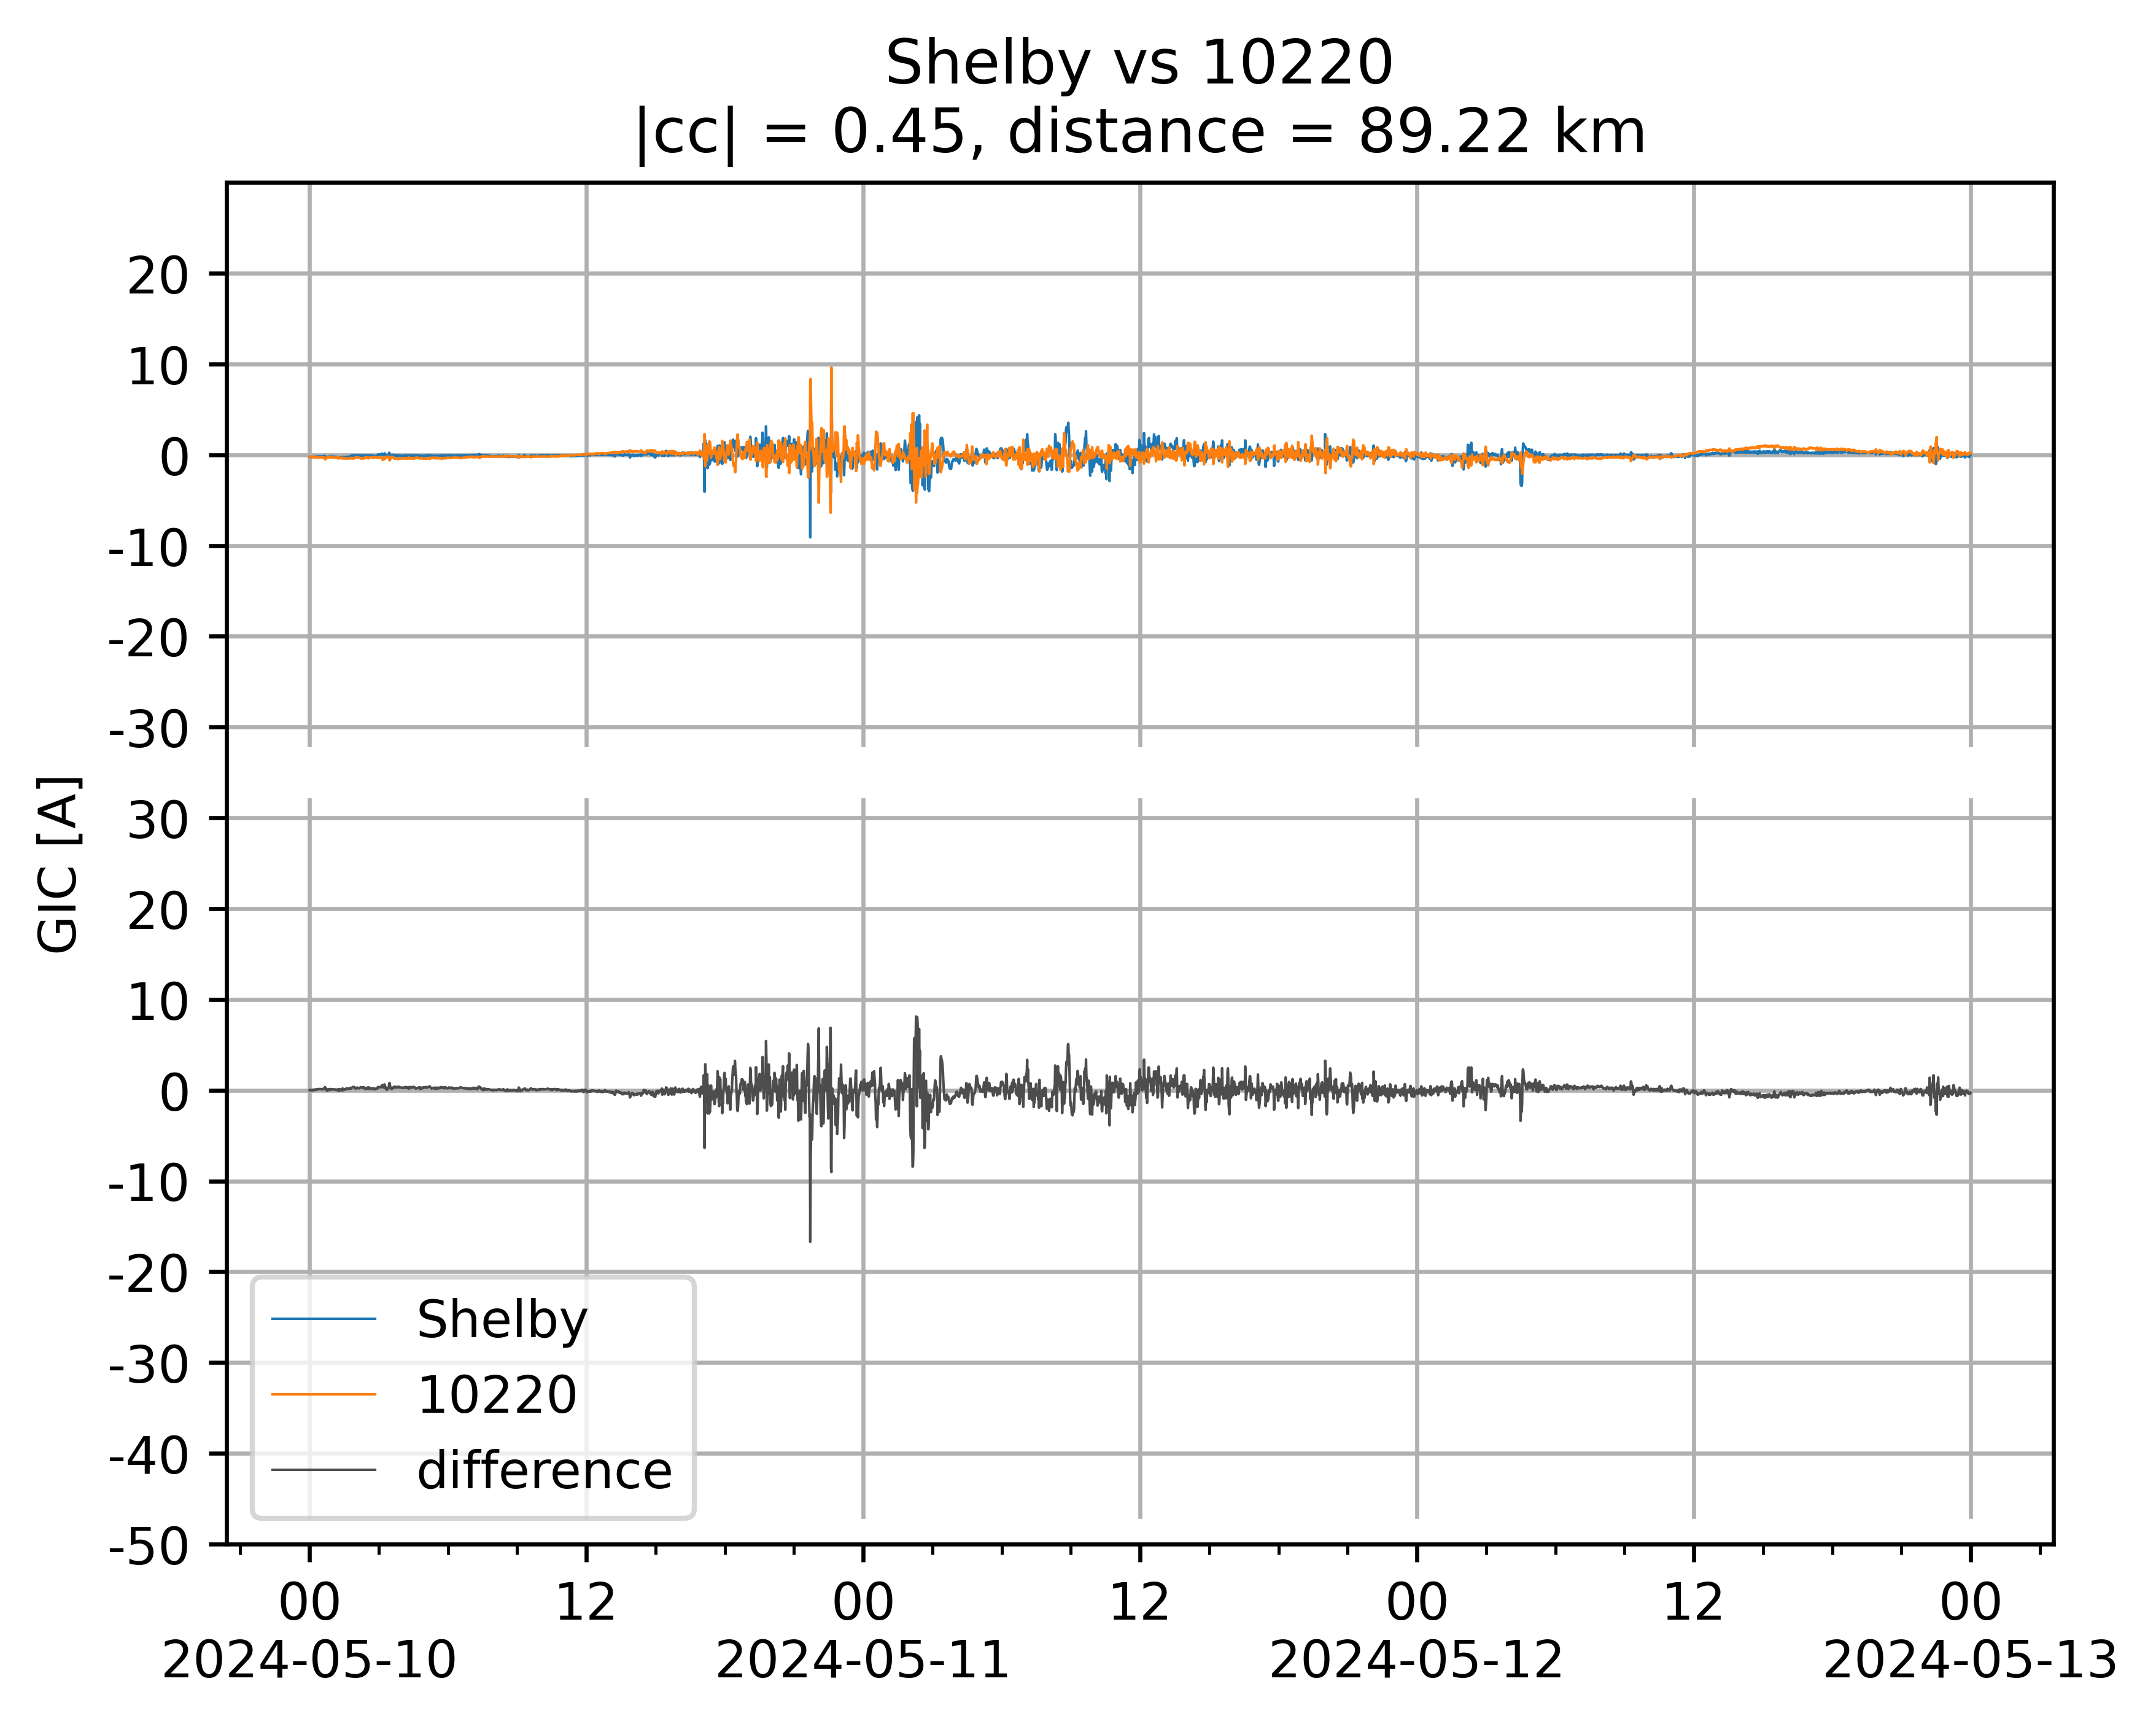 Shelby vs 10220
|cc| = 0.45, distance = 89.22 km
GIC [A]
20
10
0
-10
-20
-30
30
20
10
0
-10
-20
-30
-40
-50
Shelby
10220
difference
00 12 00 12 00 12 00
2024-05-10 2024-05-11 2024-05-12 2024-05-13